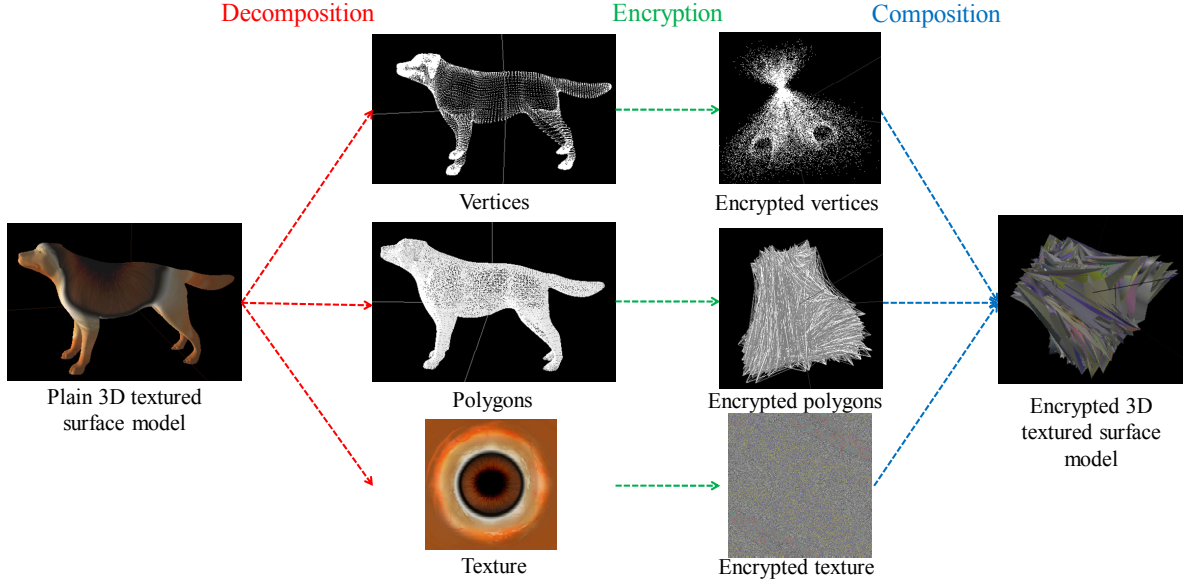 Decomposition
Encryption
Composition
Vertices
Encrypted vertices
Plain 3D textured
surface model
Polygons
Encrypted polygons
Encrypted 3D
textured surface
model
Texture
Encrypted texture